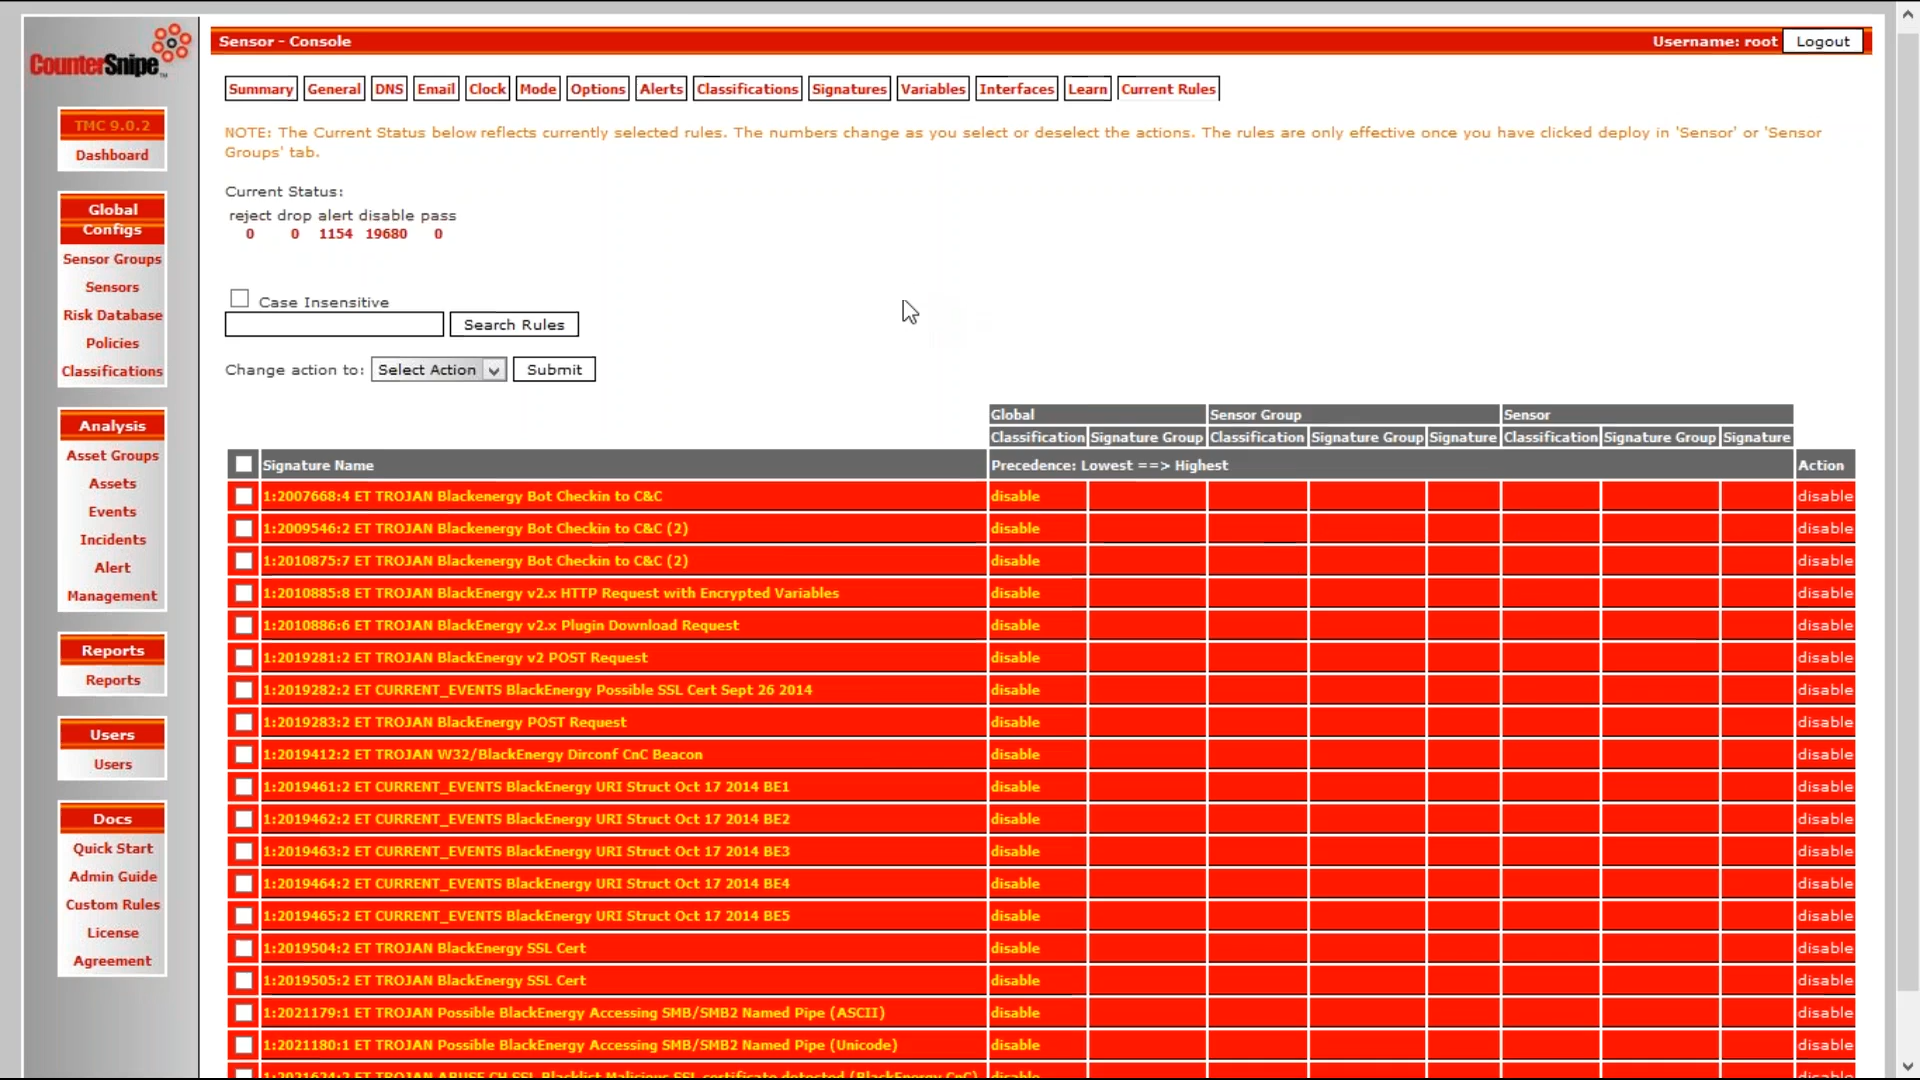 CounterSnipe™
Sensor - Console
Username: root Logout
Summary General DNS Email Clock Mode Options Alerts Classifications Signatures Variables Interfaces Learn Current Rules
NOTE: The Current Status below reflects currently selected rules. The numbers change as you select or deselect the actions. The rules are only effective once you have clicked deploy in 'Sensor' or 'Sensor
Groups' tab.
Current Status:
reject drop alert disable pass
0 0 1154 19680 0
Case Insensitive
Search Rules
Change action to: Select Action Submit
TMC 9.0.2
Dashboard
Global
Configs
Sensor Groups
Sensors
Risk Database
Policies
Classifications
Analysis
Asset Groups
Assets
Events
Incidents
Alert
Management
Reports
Reports
Users
Users
Docs
Quick Start
Admin Guide
Custom Rules
License
Agreement
Global Sensor Group Sensor
Classification Signature Group Classification Signature Group Signature Classification Signature Group Signature
Signature Name Precedence: Lowest ==> Highest Action
1:2007668:4 ET TROJAN Blackenergy Bot Checkin to C&C disable disable
1:2009546:2 ET TROJAN Blackenergy Bot Checkin to C&C (2) disable disable
1:2010875:7 ET TROJAN Blackenergy Bot Checkin to C&C (2) disable disable
1:2010885:8 ET TROJAN BlackEnergy v2.x HTTP Request with Encrypted Variables disable disable
1:2010886:6 ET TROJAN BlackEnergy v2.x Plugin Download Request disable disable
1:2019281:2 ET TROJAN BlackEnergy v2 POST Request disable disable
1:2019282:2 ET CURRENT_EVENTS BlackEnergy Possible SSL Cert Sept 26 2014 disable disable
1:2019283:2 ET TROJAN BlackEnergy POST Request disable disable
1:2019412:2 ET TROJAN W32/BlackEnergy Dirconf CnC Beacon disable disable
1:2019461:2 ET CURRENT_EVENTS BlackEnergy URI Struct Oct 17 2014 BE1 disable disable
1:2019462:2 ET CURRENT_EVENTS BlackEnergy URI Struct Oct 17 2014 BE2 disable disable
1:2019463:2 ET CURRENT_EVENTS BlackEnergy URI Struct Oct 17 2014 BE3 disable disable
1:2019464:2 ET CURRENT_EVENTS BlackEnergy URI Struct Oct 17 2014 BE4 disable disable
1:2019465:2 ET CURRENT_EVENTS BlackEnergy URI Struct Oct 17 2014 BE5 disable disable
1:2019504:2 ET TROJAN BlackEnergy SSL Cert disable disable
1:2019505:2 ET TROJAN BlackEnergy SSL Cert disable disable
1:2021179:1 ET TROJAN Possible BlackEnergy Accessing SMB/SMB2 Named Pipe (ASCII) disable disable
1:2021180:1 ET TROJAN Possible BlackEnergy Accessing SMB/SMB2 Named Pipe (Unicode) disable disable
1:2021624:2 ET TROJAN ABUSE.CH SSL Blacklist Malicious SSL certificate detected (BlackEnergy CnC) disable disable